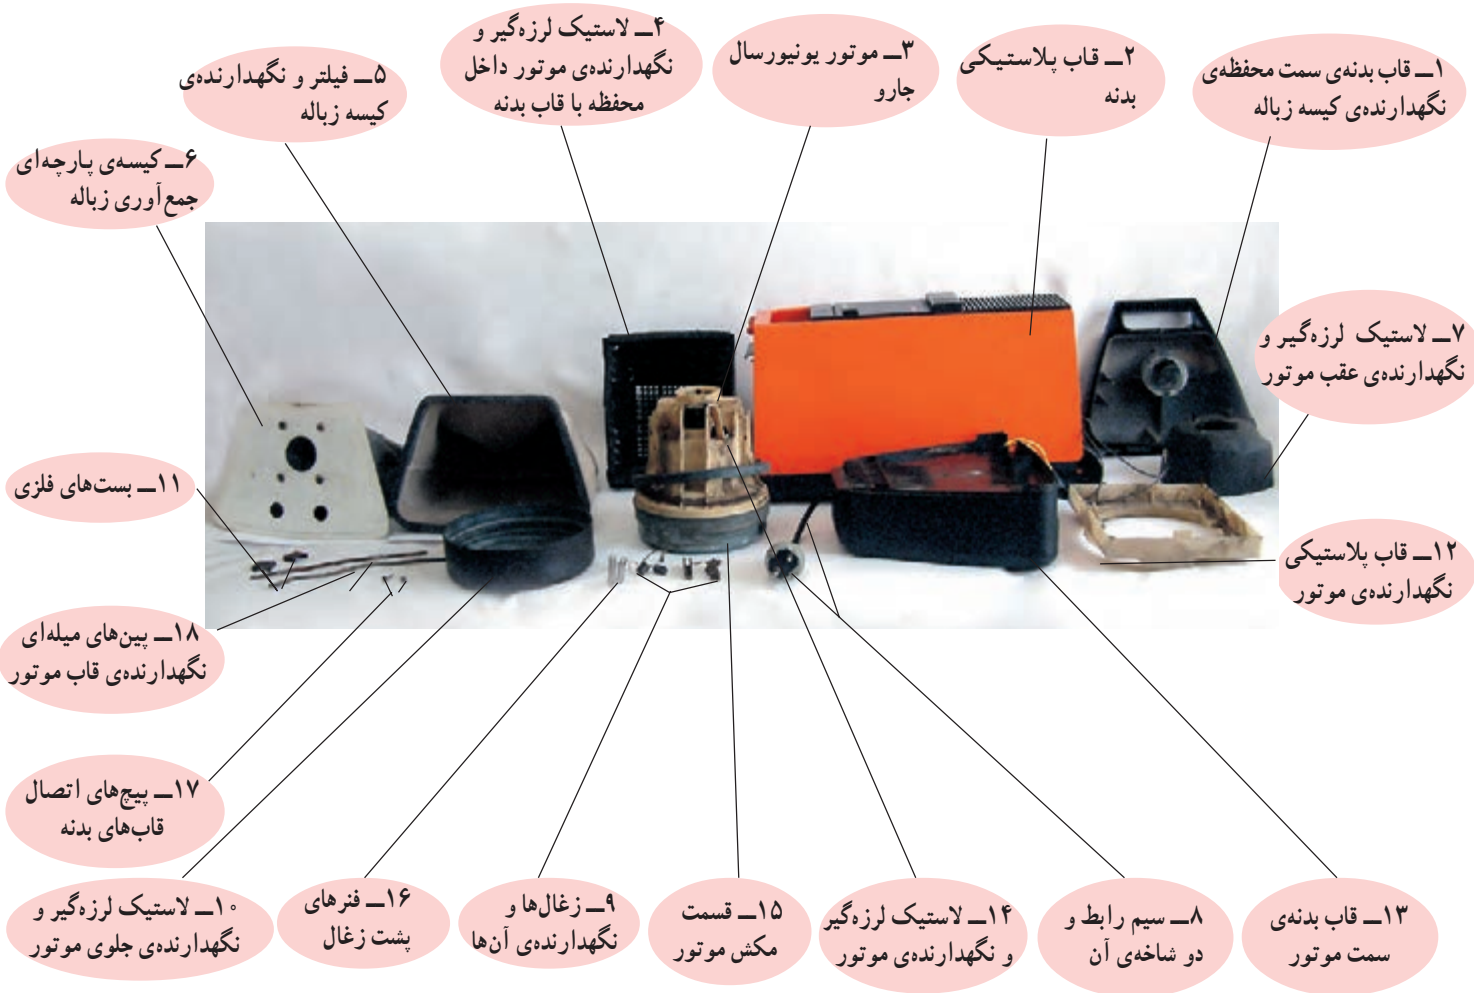 ۱ــ قاب بدنه‌ی سمت محفظه‌ی
نگهدارنده‌ی کیسه زباله
۲ــ قاب پلاستیکی
بدنه
۳ــ موتور یونیورسال
جارو
۴ــ لاستیک لرزه‌گیر و
نگهدارنده‌ی موتور داخل
محفظه با قاب بدنه
۵ــ فیلتر و نگهدارنده‌ی
کیسه زباله
۶ــ کیسه‌ی پارچه‌ای
جمع‌آوری زباله
۷ــ لاستیک لرزه‌گیر و
نگهدارنده‌ی عقب موتور
۱۱ــ بست‌های فلزی
۱۲ــ قاب پلاستیکی
نگهدارنده‌ی موتور
۱۸ــ پین‌های میله‌ای
نگهدارنده‌ی قاب موتور
۱۷ــ پیچ‌های اتصال
قاب‌های بدنه
۱۳ــ قاب بدنه‌ی
سمت موتور
۸ــ سیم رابط و
دو شاخه‌ی آن
۱۴ــ لاستیک لرزه‌گیر
و نگهدارنده‌ی موتور
۱۵ــ قسمت
مکش موتور
۹ــ زغال‌ها و
نگهدارنده‌ی آن‌ها
۱۶ــ فنرهای
پشت زغال
۱۰ــ لاستیک لرزه‌گیر و
نگهدارنده‌ی جلوی موتور